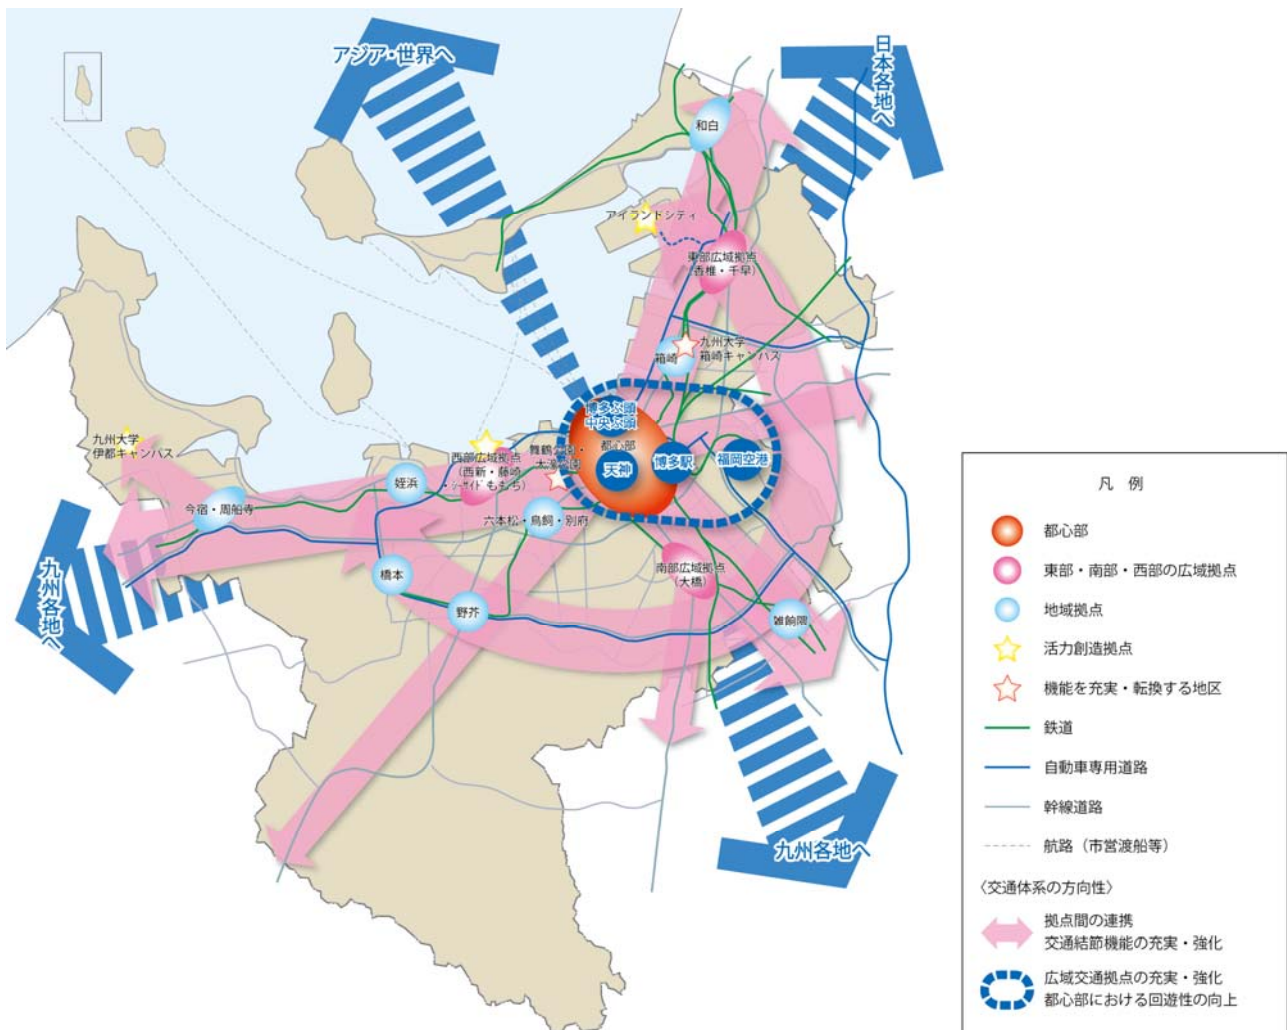 アジア・世界へ
日本各地へ
和白
アイランドシティ
東部広域拠点
（香椎・千早）
箱崎
九州大学
箱崎キャンパス
博多ふ頭
中央ふ頭
都心部
天神
博多駅
福岡空港
九州大学
伊都キャンパス
西部広域拠点
（西新・藤崎
・シーサイドももち）
舞鶴公園・
大濠公園
姪浜
今宿・周船寺
六本松・鳥飼・別府
橋本
野芥
南部広域拠点
（大橋）
雑餉隈
九州各地へ
九州各地へ
凡 例
都心部
東部・南部・西部の広域拠点
地域拠点
活力創造拠点
機能を充実・転換する地区
鉄道
自動車専用道路
幹線道路
航路（市営渡船等）
〈交通体系の方向性〉
拠点間の連携
交通結節機能の充実・強化
広域交通拠点の充実・強化
都心部における回遊性の向上